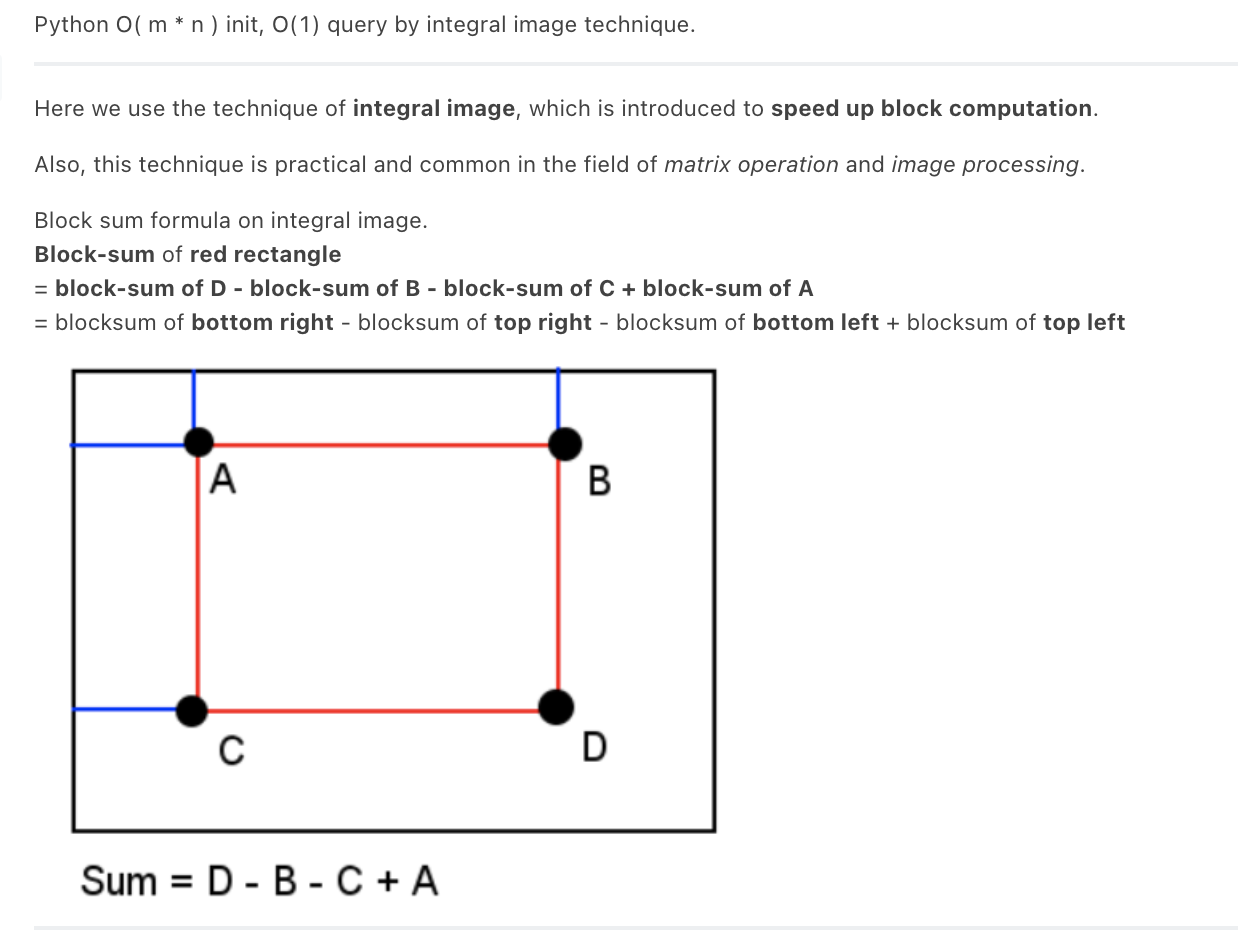 Python O( m * n ) init, O(1) query by integral image technique.
Here we use the technique of integral image, which is introduced to speed up block computation.
Also, this technique is practical and common in the field of matrix operation and image processing.
Block sum formula on integral image.
Block-sum of red rectangle
= block-sum of D - block-sum of B - block-sum of C + block-sum of A
= blocksum of bottom right - blocksum of top right - blocksum of bottom left + blocksum of top left
A
B
C
D
Sum = D - B - C + A